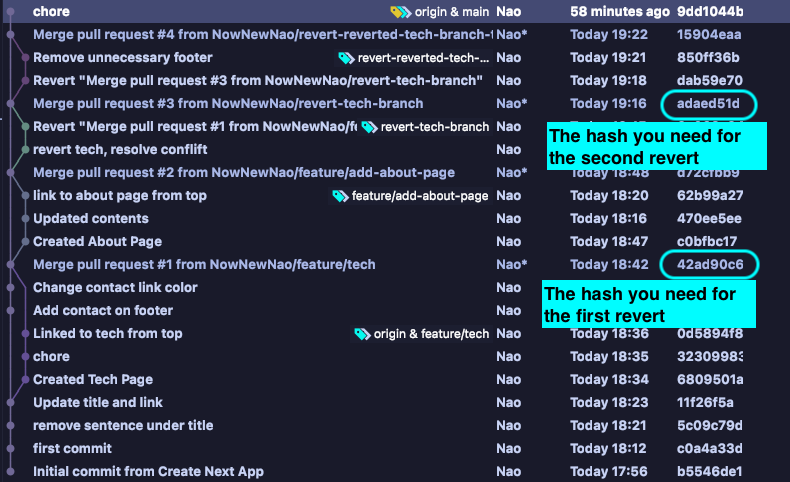 chore origin & main Nao 58 minutes ago 9dd1044b
Merge pull request #4 from NowNewNao/revert-reverted-tech-branch-1 Nao* Today 19:22 15904eaa
Remove unnecessary footer revert-reverted-tech-... Nao Today 19:21 850ff36b
Revert "Merge pull request #3 from NowNewNao/revert-tech-branch" Nao Today 19:18 dab59e70
Merge pull request #3 from NowNewNao/revert-tech-branch Nao* Today 19:16 adaed51d
Revert "Merge pull request #1 from NowNewNao/f revert-tech-branch Nao
The hash you need for
the second revert
revert tech, resolve conflift Nao
Merge pull request #2 from NowNewNao/feature/add-about-page Nao* Today 18:48 d72cfbb9
link to about page from top feature/add-about-page Nao Today 18:20 62b99a27
Updated contents Nao Today 18:16 470ee5ee
Created About Page Nao Today 18:47 c0bfbc17
Merge pull request #1 from NowNewNao/feature/tech Nao* Today 18:42 42ad90c6
Change contact link color Nao
The hash you need for
the first revert
Add contact on footer Nao
Linked to tech from top origin & feature/tech Nao Today 18:36 0d5894f8
chore Nao Today 18:35 32309983
Created Tech Page Nao Today 18:34 6809501a
Update title and link Nao Today 18:23 11f26f5a
remove sentence under title Nao Today 18:21 5c09c79d
first commit Nao Today 18:12 c0a4a33d
Initial commit from Create Next App Nao Today 17:56 b5546de1